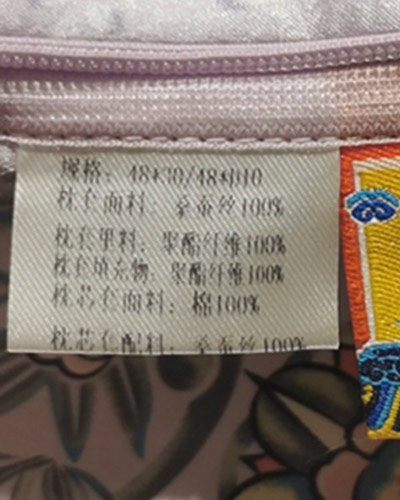 规格: 48*30/48*D10
枕套面料: 桑蚕丝100%
枕套里料: 聚酯纤维100%
枕套填充物: 聚酯纤维100%
枕芯套面料: 棉100%
枕芯套配料: 桑蚕丝100%